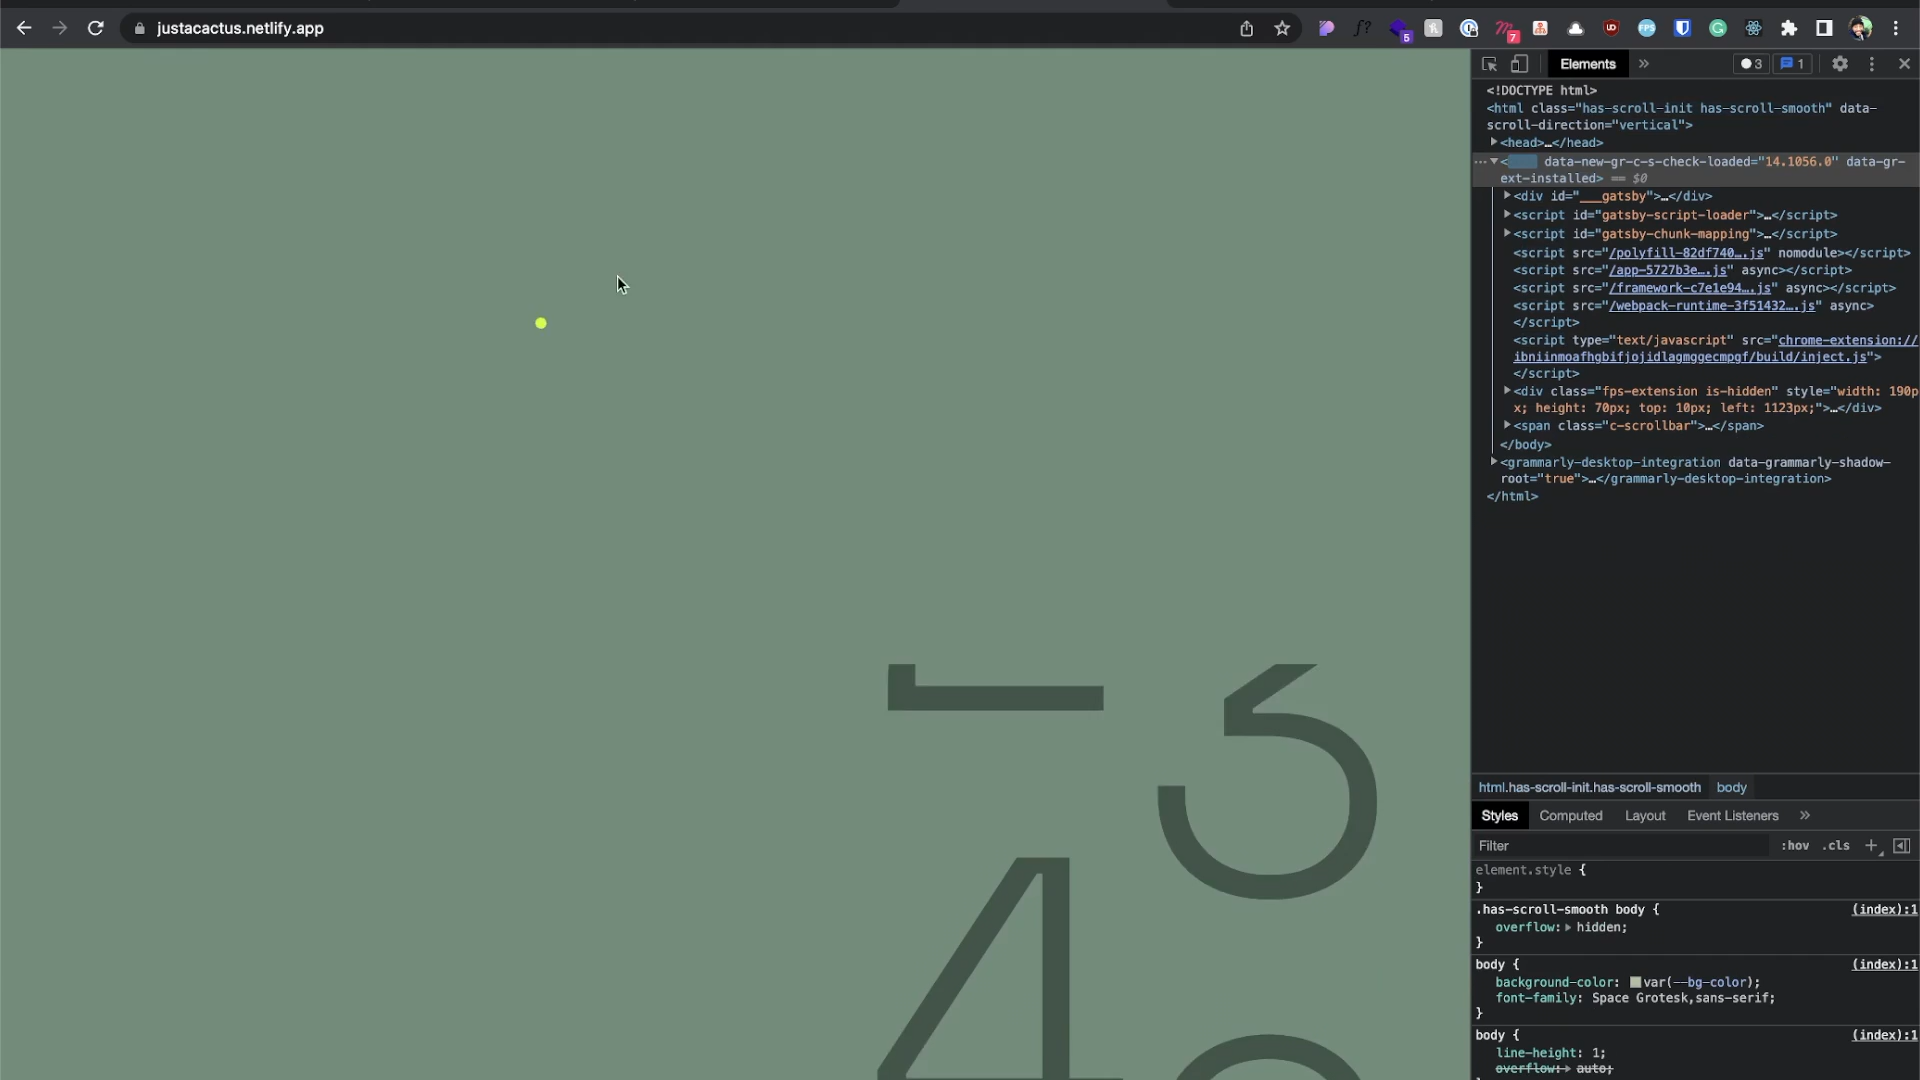 justacactus.netlify.app
5
7
Elements
3
1
<!DOCTYPE html>
<html class="has-scroll-init has-scroll-smooth" data-
scroll-direction="vertical">
<head>…</head>
< data-new-gr-c-s-check-loaded="14.1056.0" data-gr-
ext-installed> == $0
<div id="___gatsby">…</div>
<script id="gatsby-script-loader">…</script>
<script id="gatsby-chunk-mapping">…</script>
<script src="/polyfill-82df740….js" nomodule></script>
<script src="/app-5727b3e….js" async></script>
<script src="/framework-c7e1e94….js" async></script>
<script src="/webpack-runtime-3f51432….js" async>
</script>
<script type="text/javascript" src="chrome-extension://
ibniinmoafhgbifjojidlagmggecmpgf/build/inject.js">
</script>
<div class="fps-extension is-hidden" style="width: 190p
x; height: 70px; top: 10px; left: 1123px;">…</div>
<span class="c-scrollbar">…</span>
</body>
<grammarly-desktop-integration data-grammarly-shadow-
root="true">…</grammarly-desktop-integration>
</html>
3
4
html.has-scroll-init.has-scroll-smooth body
Styles Computed Layout Event Listeners
Filter :hov .cls
element.style {
}
.has-scroll-smooth body { (index):1
overflow: hidden;
}
body { (index):1
background-color: var(--bg-color);
font-family: Space Grotesk,sans-serif;
}
body { (index):1
line-height: 1;
overflow: auto;